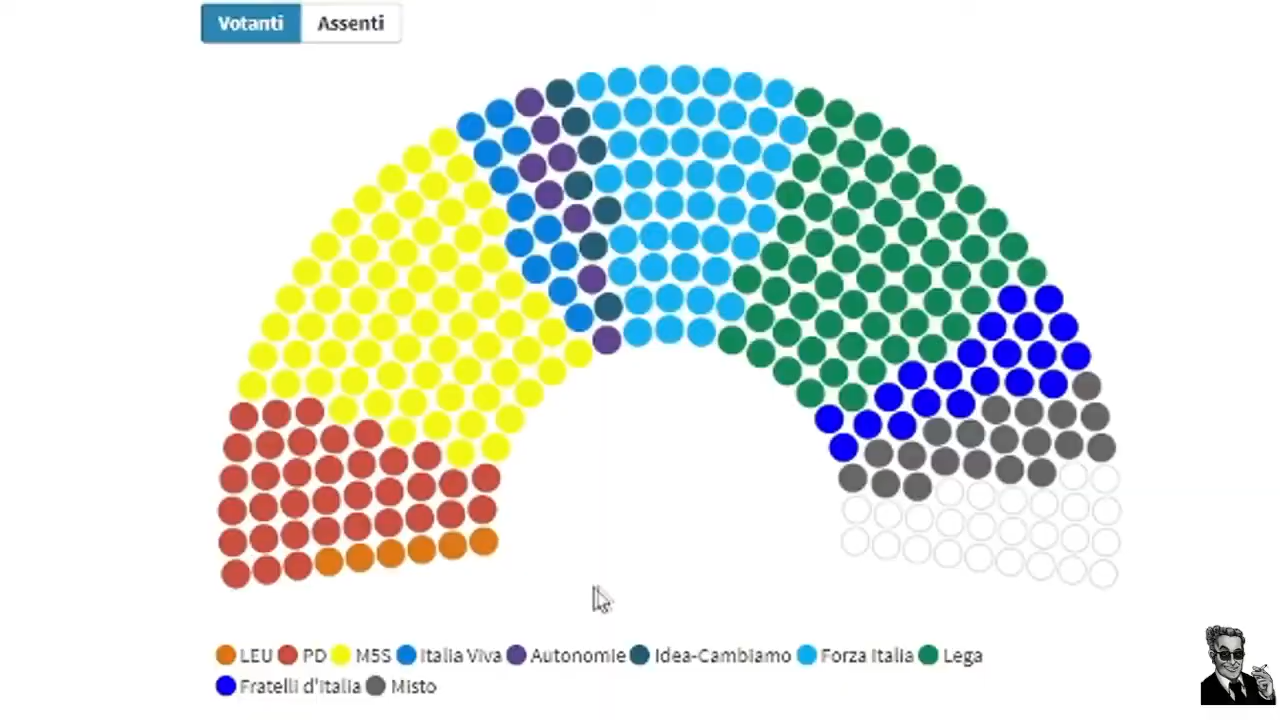 Votanti Assenti
LEU PD M5S Italia Viva Autonomie Idea-Cambiamo Forza Italia Lega
Fratelli d'Italia Misto